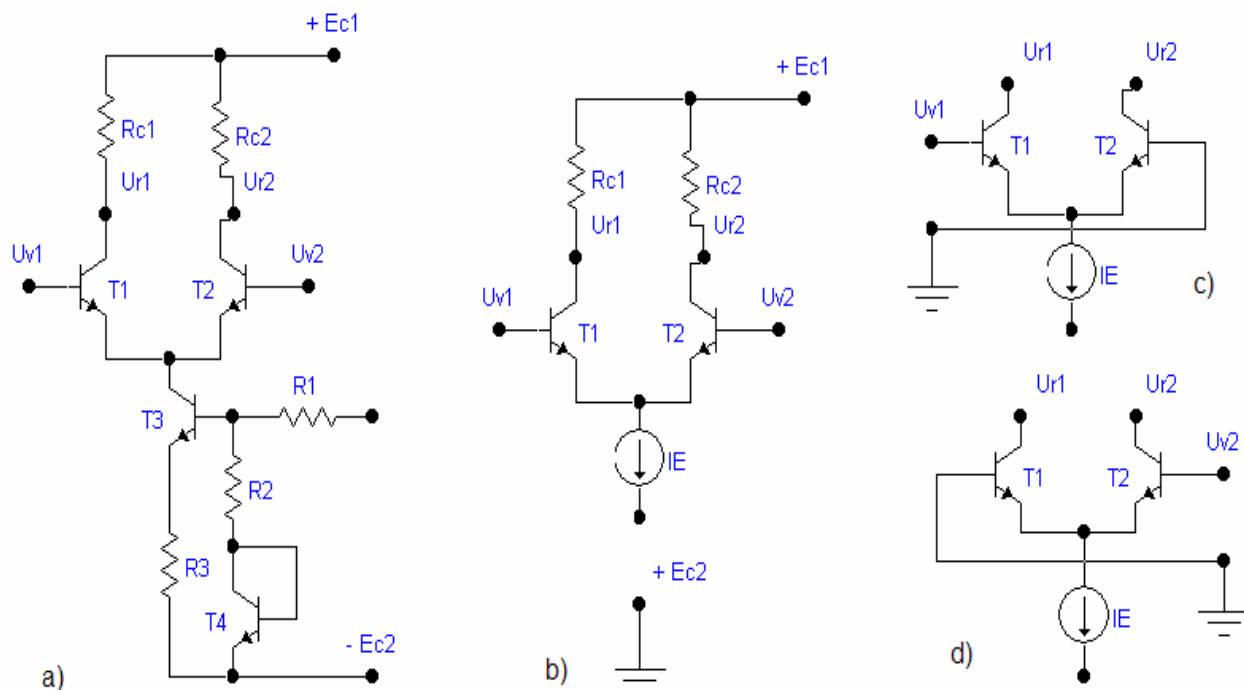 + Ec1
Rc1
Rc2
Ur1
Ur2
Uv1
Uv2
T1
T2
R1
T3
R2
R3
T4
- Ec2
a)
+ Ec1
Rc1
Rc2
Ur1
Ur2
Uv1
Uv2
T1
T2
IE
+ Ec2
b)
Ur1
Ur2
Uv1
T1
T2
IE
c)
Ur1
Ur2
Uv2
T1
T2
IE
d)